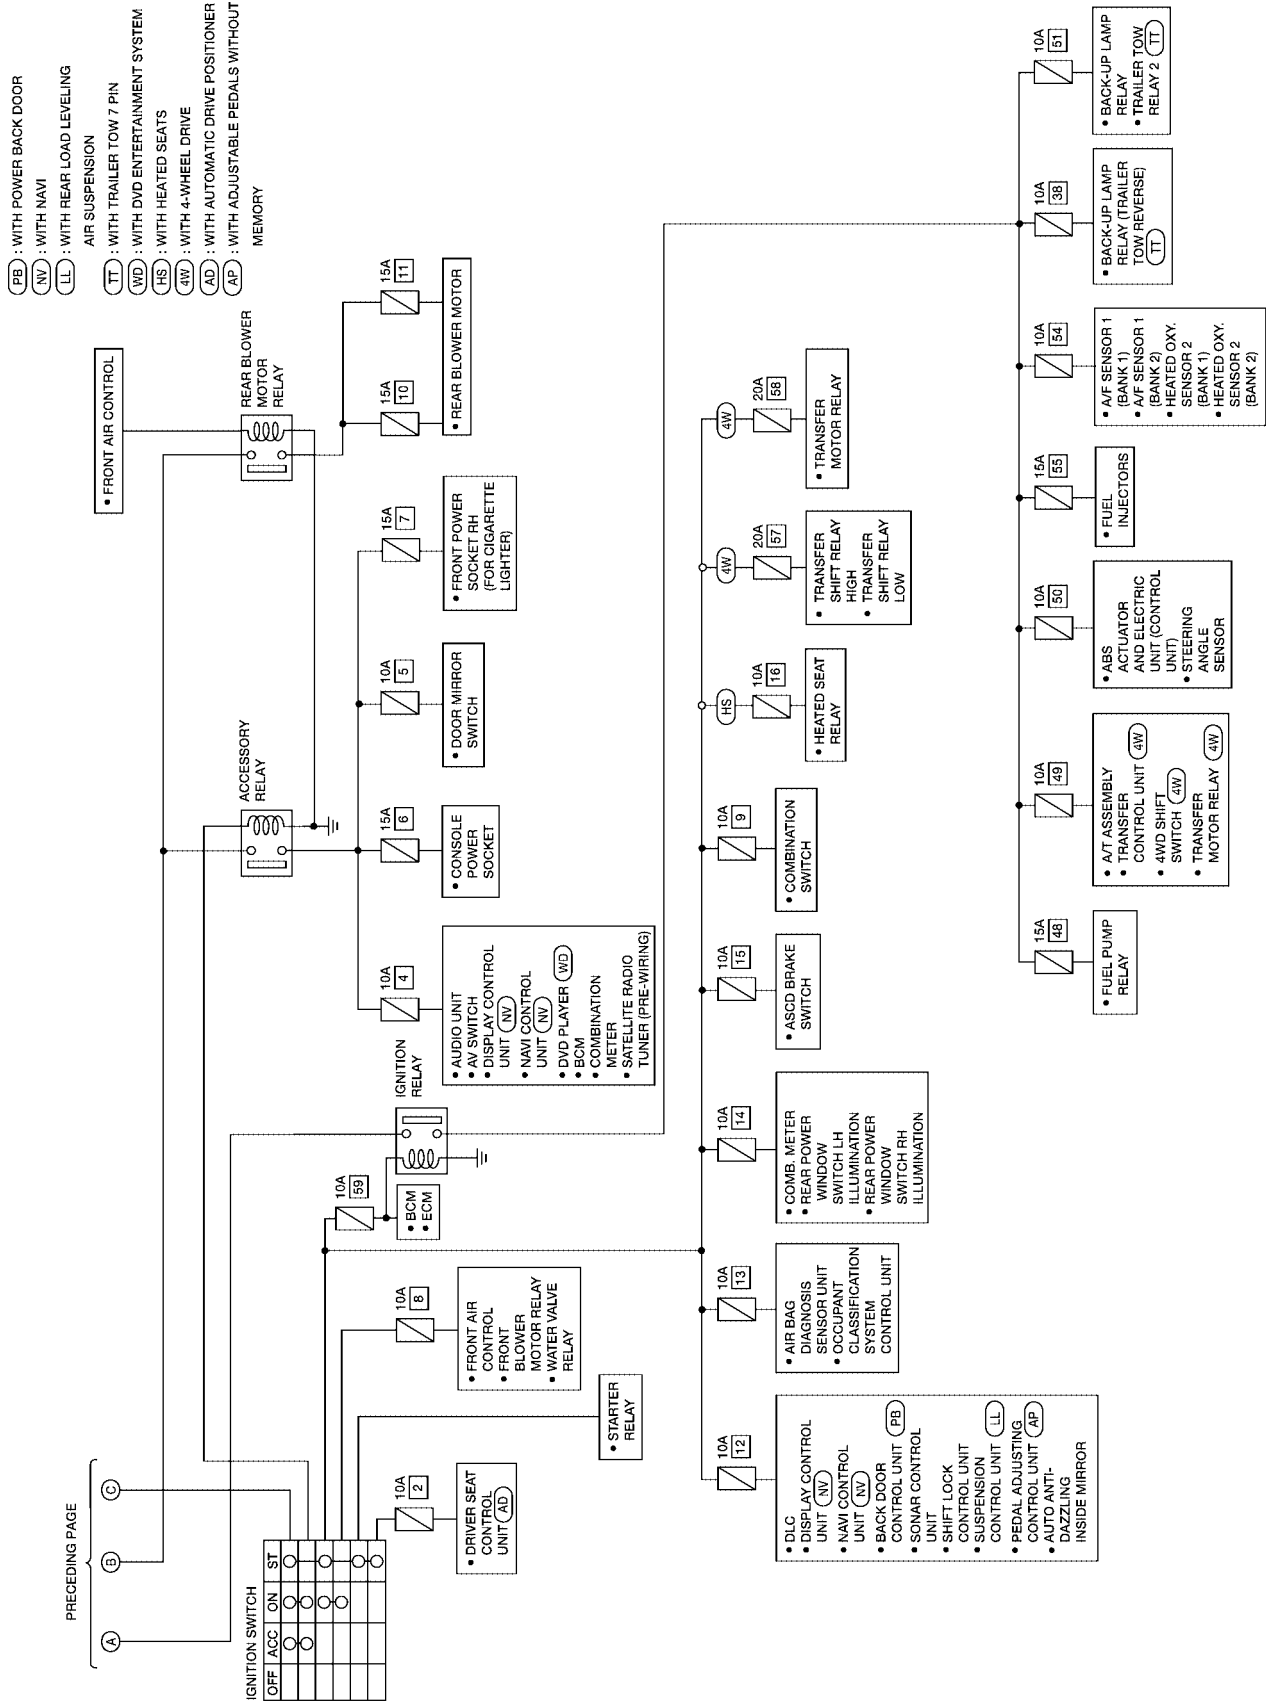 PRECEDING PAGE
A
B
C
PB : WITH POWER BACK DOOR
NV : WITH NAVI
LL : WITH REAR LOAD LEVELING
AIR SUSPENSION
TT : WITH TRAILER TOW 7 PIN
WD : WITH DVD ENTERTAINMENT SYSTEM
HS : WITH HEATED SEATS
4W : WITH 4-WHEEL DRIVE
AD : WITH AUTOMATIC DRIVE POSITIONER
AP : WITH ADJUSTABLE PEDALS WITHOUT
MEMORY
• FRONT AIR CONTROL
IGNITION SWITCH
OFF ACC ON ST
ACCESSORY
RELAY
REAR BLOWER
MOTOR
RELAY
IGNITION
RELAY
10A
59
• BCM
• ECM
10A
2
• DRIVER SEAT
CONTROL
UNIT AD
• STARTER
RELAY
10A
8
• FRONT AIR
CONTROL
• FRONT
BLOWER
MOTOR RELAY
• WATER VALVE
RELAY
10A
4
• AUDIO UNIT
• AV SWITCH
• DISPLAY CONTROL
UNIT NV
• NAVI CONTROL
UNIT NV
• DVD PLAYER WD
• BCM
• COMBINATION
METER
• SATELLITE RADIO
TUNER (PRE-WIRING)
15A
6
• CONSOLE
POWER
SOCKET
10A
5
• DOOR MIRROR
SWITCH
15A
7
• FRONT POWER
SOCKET RH
(FOR CIGARETTE
LIGHTER)
15A
10
15A
11
• REAR BLOWER MOTOR
10A
12
• DLC
• DISPLAY CONTROL
UNIT NV
• NAVI CONTROL
UNIT NV
• BACK DOOR
CONTROL UNIT PB
• SONAR CONTROL
UNIT
• SHIFT LOCK
CONTROL UNIT
• SUSPENSION
CONTROL UNIT LL
• PEDAL ADJUSTING
CONTROL UNIT AP
• AUTO ANTI-
DAZZLING
INSIDE MIRROR
10A
13
• AIR BAG
DIAGNOSIS
SENSOR UNIT
• OCCUPANT
CLASSIFICATION
SYSTEM
CONTROL UNIT
10A
14
• COMB. METER
• REAR POWER
WINDOW
SWITCH LH
ILLUMINATION
• REAR POWER
WINDOW
SWITCH RH
ILLUMINATION
10A
15
• ASCD BRAKE
SWITCH
10A
9
• COMBINATION
SWITCH
HS
10A
16
• HEATED SEAT
RELAY
4W
20A
57
• TRANSFER
SHIFT RELAY
HIGH
• TRANSFER
SHIFT RELAY
LOW
4W
20A
58
• TRANSFER
MOTOR RELAY
15A
48
• FUEL PUMP
RELAY
10A
49
• A/T ASSEMBLY
• TRANSFER
CONTROL UNIT 4W
• 4WD SHIFT
SWITCH 4W
• TRANSFER
MOTOR RELAY 4W
10A
50
• ABS
ACTUATOR
AND ELECTRIC
UNIT (CONTROL
UNIT)
• STEERING
ANGLE
SENSOR
15A
55
• FUEL
INJECTORS
10A
54
• A/F SENSOR 1
(BANK 1)
• A/F SENSOR 1
(BANK 2)
• HEATED OXY.
SENSOR 2
(BANK 1)
• HEATED OXY.
SENSOR 2
(BANK 2)
10A
38
• BACK-UP LAMP
RELAY (TRAILER
TOW REVERSE)
TT
10A
51
• BACK-UP LAMP
RELAY
• TRAILER TOW
RELAY 2 TT